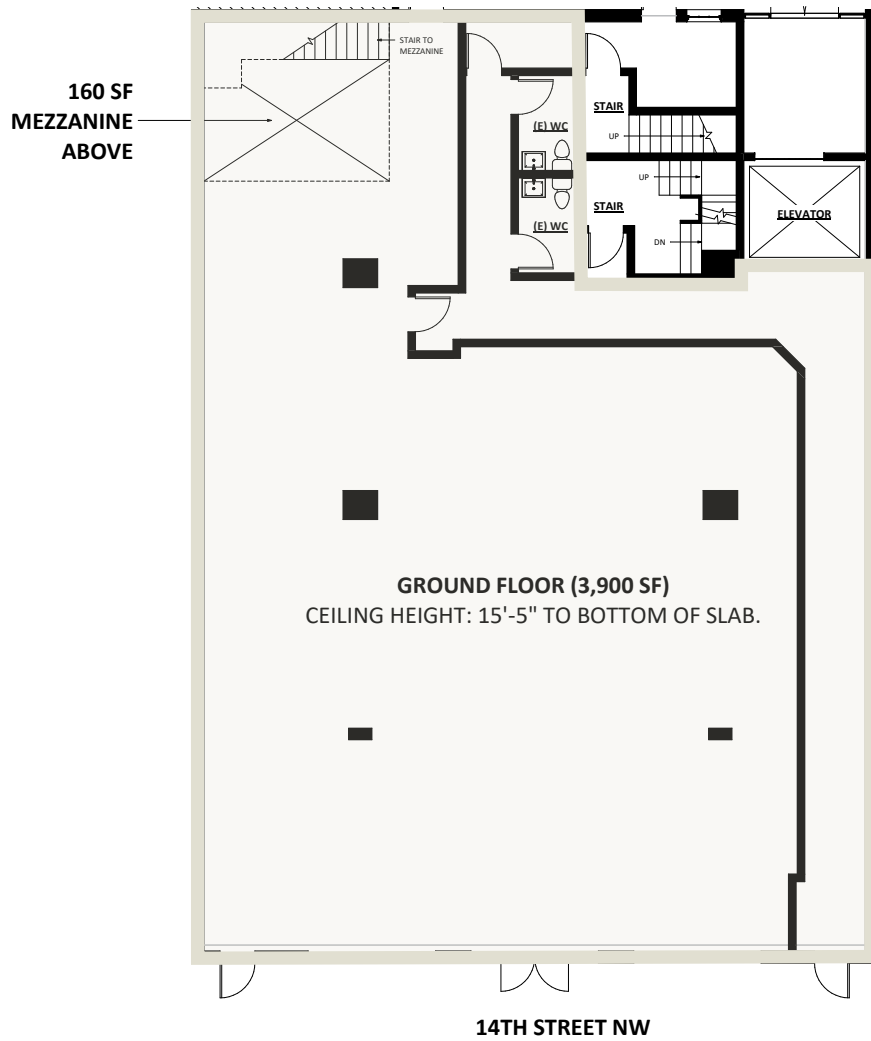 STAIR TO
MEZZANINE
160 SF
MEZZANINE
ABOVE
STAIR
(E) WC
UP
UP
STAIR
ELEVATOR
(E) WC
DN
GROUND FLOOR (3,900 SF)
CEILING HEIGHT: 15'-5" TO BOTTOM OF SLAB.
14TH STREET NW